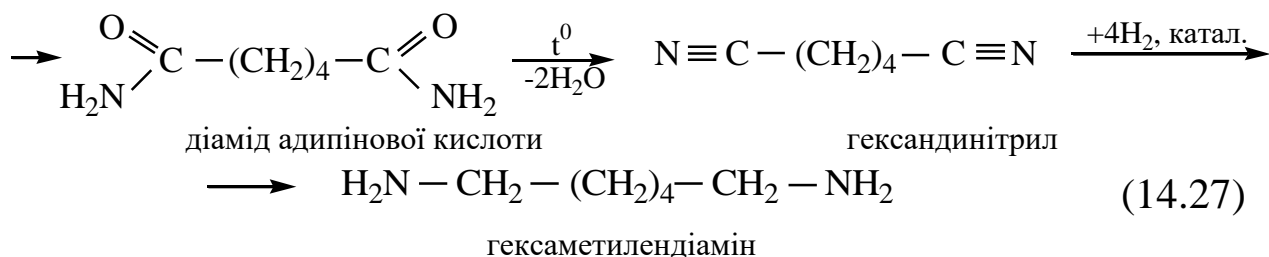 → O=C(H₂N) — (CH₂)₄ — C(=O)NH₂ t⁰ -2H₂O → N≡C — (CH₂)₄ — C≡N +4H₂, катал. →
діамід адипінової кислоти гександинітрил
→ H₂N — CH₂ — (CH₂)₄ — CH₂ — NH₂ (14.27)
гексаметилендіамін